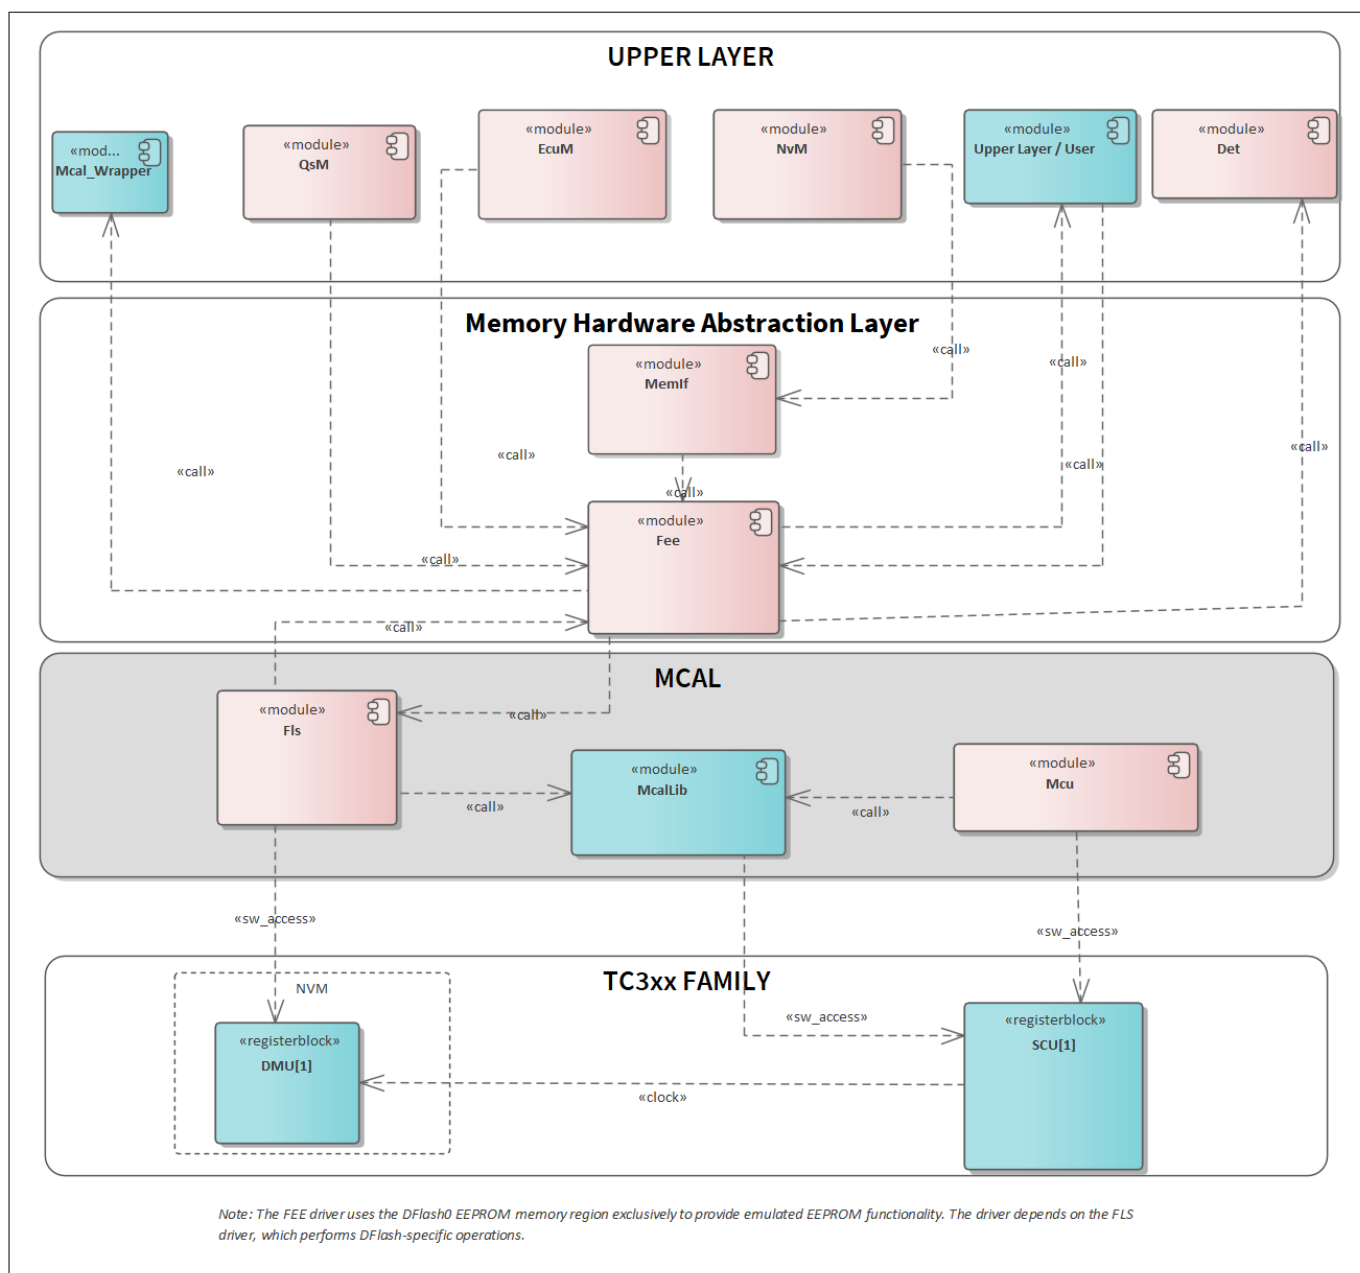 UPPER LAYER
«mod...
Mcal_Wrapper
«module»
QsM
«module»
EcuM
«module»
NvM
«module»
Upper Layer / User
«module»
Det
Memory Hardware Abstraction Layer
«module»
MemIf
«call»
«call»
«call»
«call»
«call»
«call»
«call»
«module»
Fee
«call»
«call»
MCAL
«module»
Fls
«call»
«module»
McalLib
«module»
Mcu
«call»
«call»
«sw_access»
«sw_access»
TC3xx FAMILY
NVM
«registerblock»
DMU[1]
«sw_access»
«registerblock»
SCU[1]
«clock»
Note: The FEE driver uses the DFlash0 EEPROM memory region exclusively to provide emulated EEPROM functionality. The driver depends on the FLS
driver, which performs DFlash-specific operations.